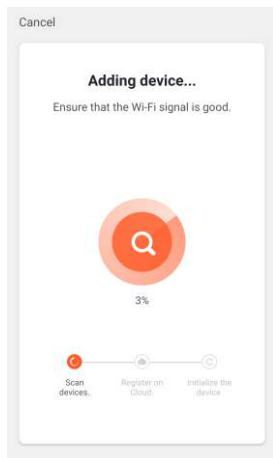 Cancel
Adding device...
Ensure that the Wi-Fi signal is good.
3%
Scan
devices.
Register on
Cloud.
Initialize the
device.